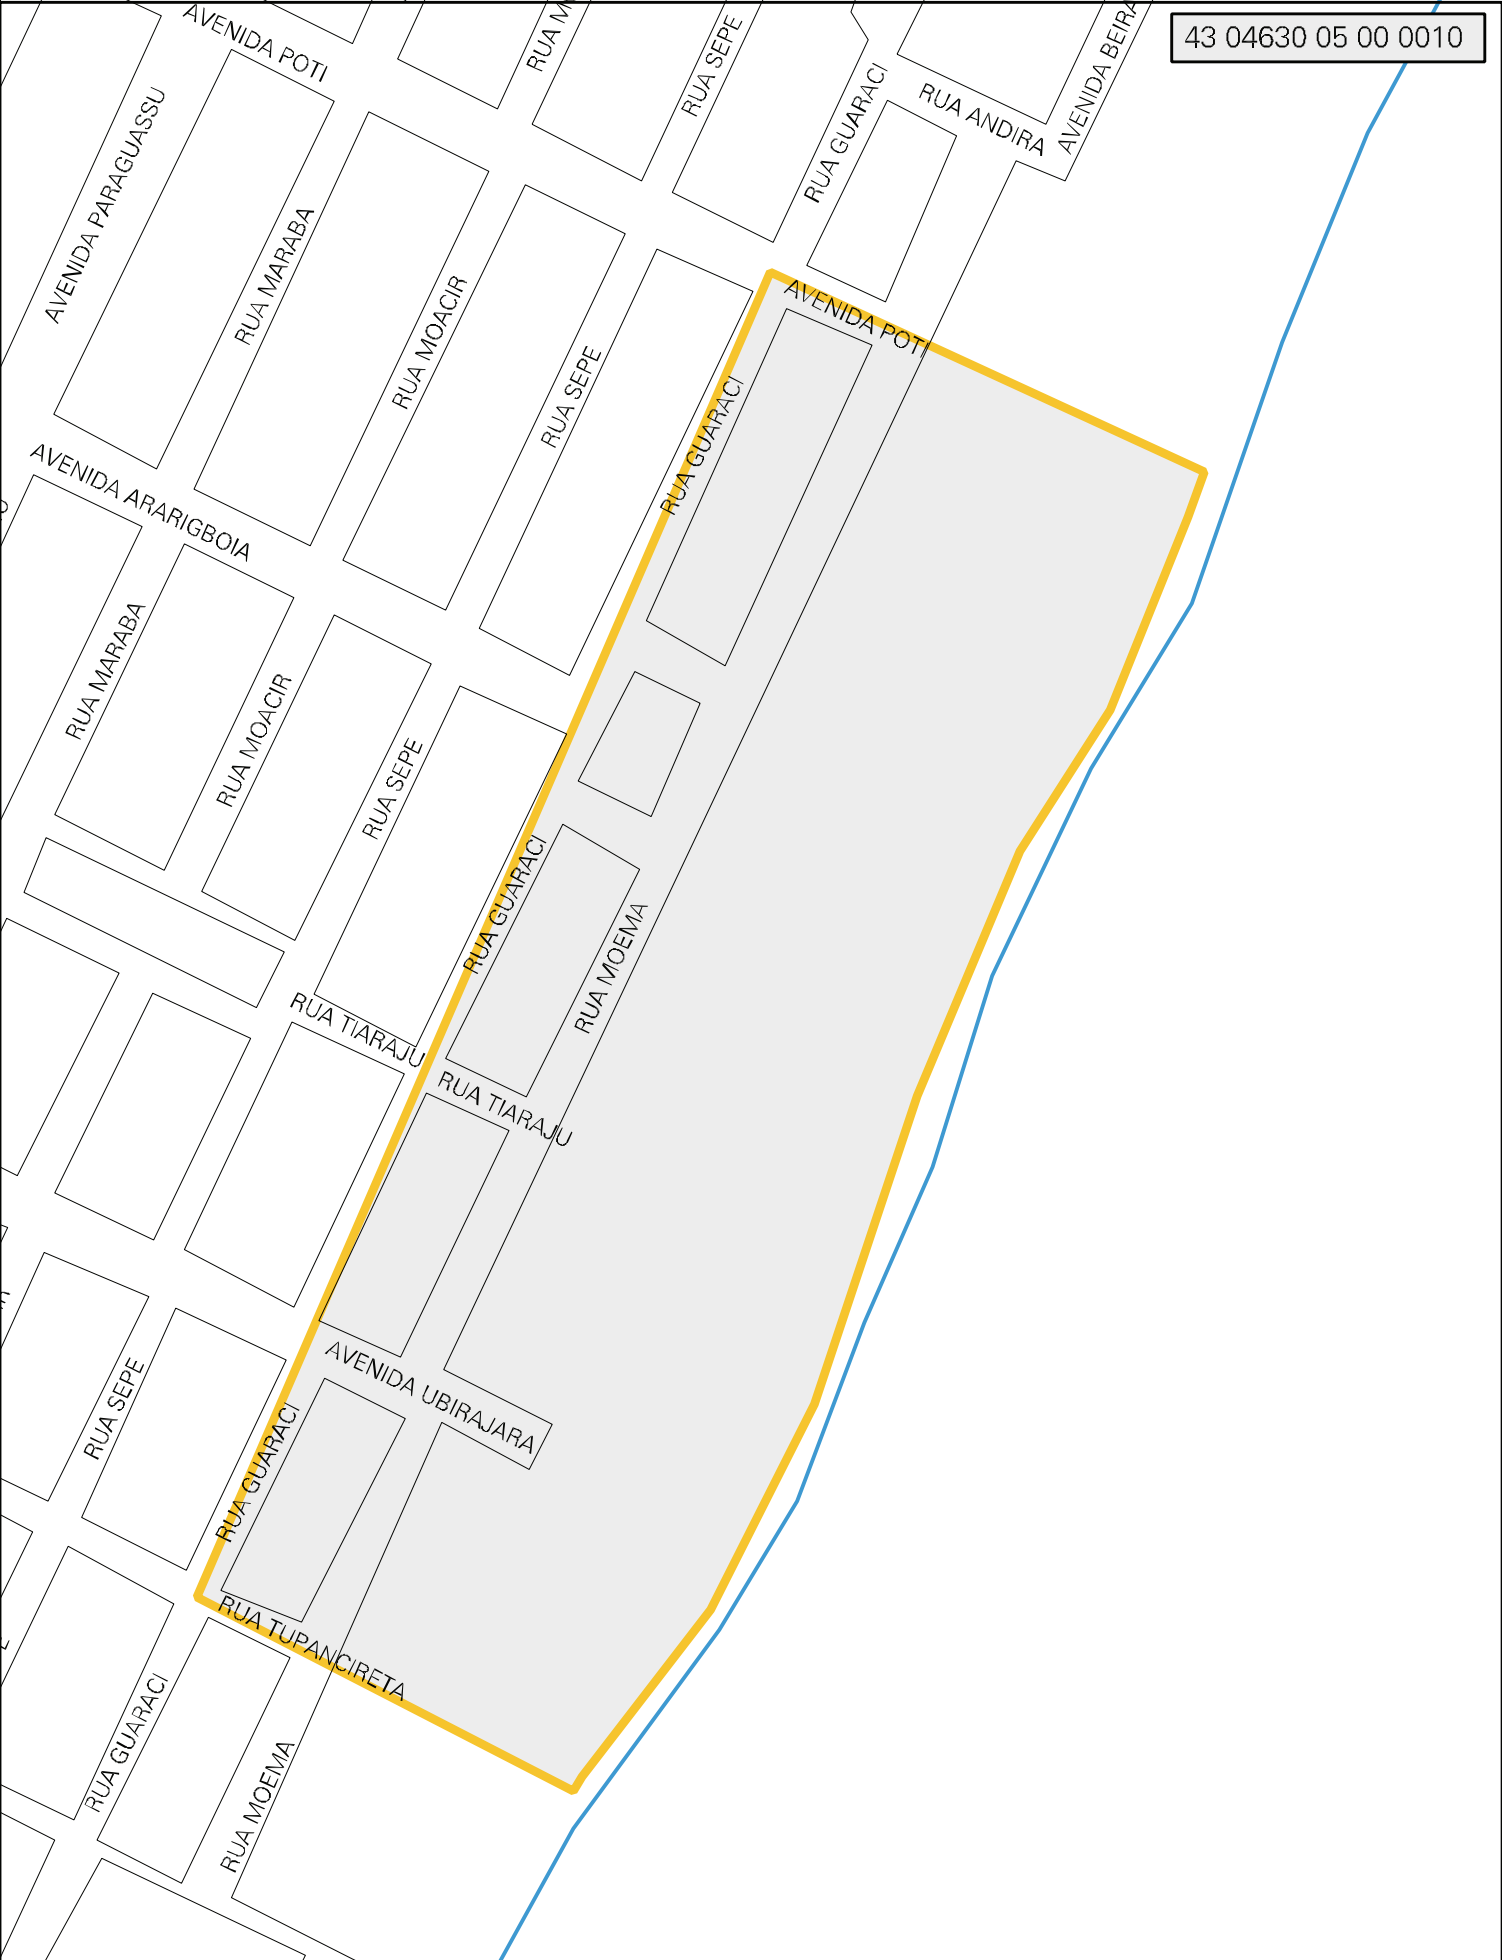 43 04630 05 00 0010
AVENIDA POTI
RUA SEPE
RUA GUARACI
RUA ANDIRA
AVENIDA BEIRA
AVENIDA PARAGUASSU
RUA MARABA
RUA MOACIR
RUA SEPE
AVENIDA POTI
RUA GUARACI
AVENIDA ARARIGBOIA
RUA MARABA
RUA MOACIR
RUA SEPE
RUA GUARACI
RUA MOEMA
RUA TIARAJU
RUA TIARAJU
AVENIDA UBIRAJARA
RUA SEPE
RUA GUARACI
RUA TUPANCIRETA
RUA GUARACI
RUA MOEMA